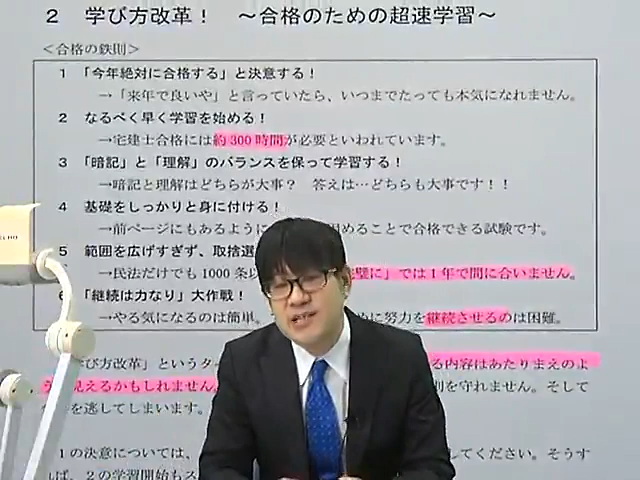 2 学び方改革! ~合格のための超速学習~
<合格の鉄則>
1 「今年絶対に合格する」と決意する!
→「来年で良いや」と言っていたら、いつまでたっても本気になれません。
2 なるべく早く学習を始める!
→宅建士合格には約300時間が必要といわれています。
3 「暗記」と「理解」のバランスを保って学習する!
→暗記と理解はどちらが大事? 答えは…どちらも大事です!!
4 基礎をしっかりと身に付ける!
→前ページにもあるように 固めることで合格できる試験です。
5 範囲を広げすぎず、取捨選
→民法だけでも1000条以 完璧に」では1年で間に合いません。
6 「継続は力なり」大作戦!
→やる気になるのは簡単。 めに努力を継続させるのは困難。
学び方改革」というタ る内容はあたりまえのよ
う 見えるかもしれません 則を守れません。そして
を逃してしまいます。
1の決意については、 してください。そうす
れば、2の学習開始もス